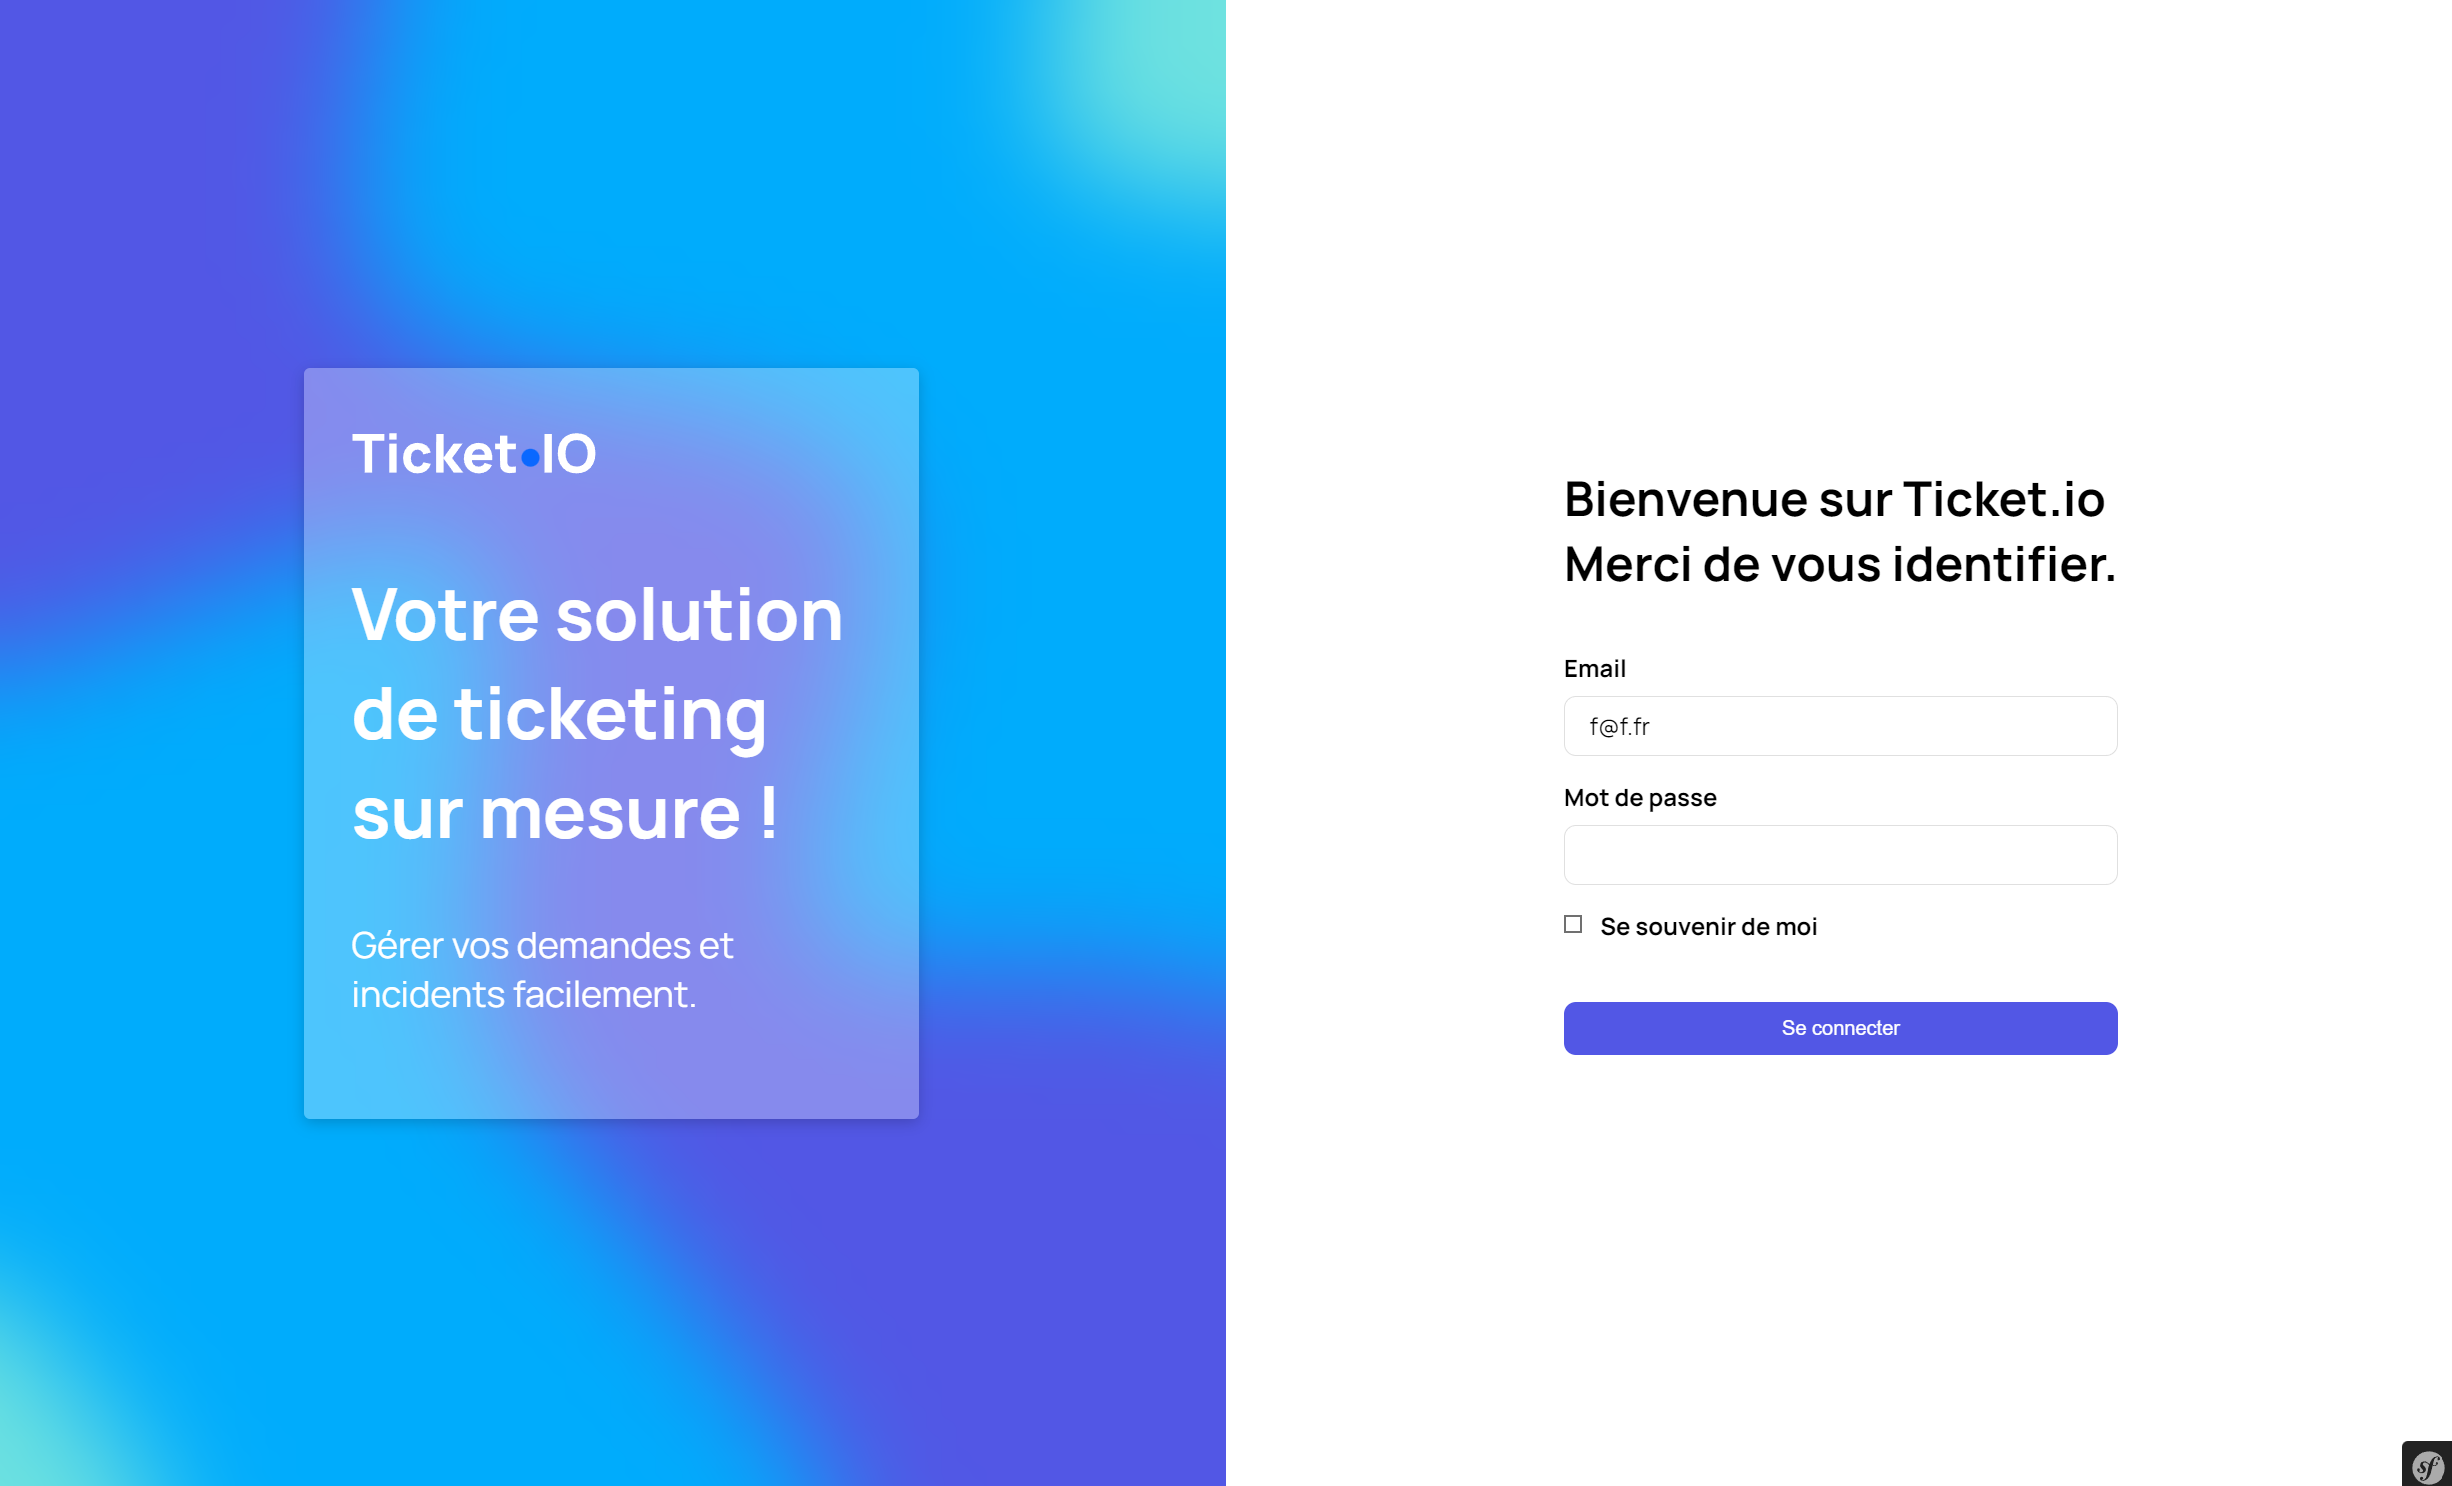 Ticket•IO
Votre solution
de ticketing
sur mesure !
Gérer vos demandes et
incidents facilement.
Bienvenue sur Ticket.io
Merci de vous identifier.
Email
f@f.fr
Mot de passe
Se souvenir de moi
Se connecter
sf